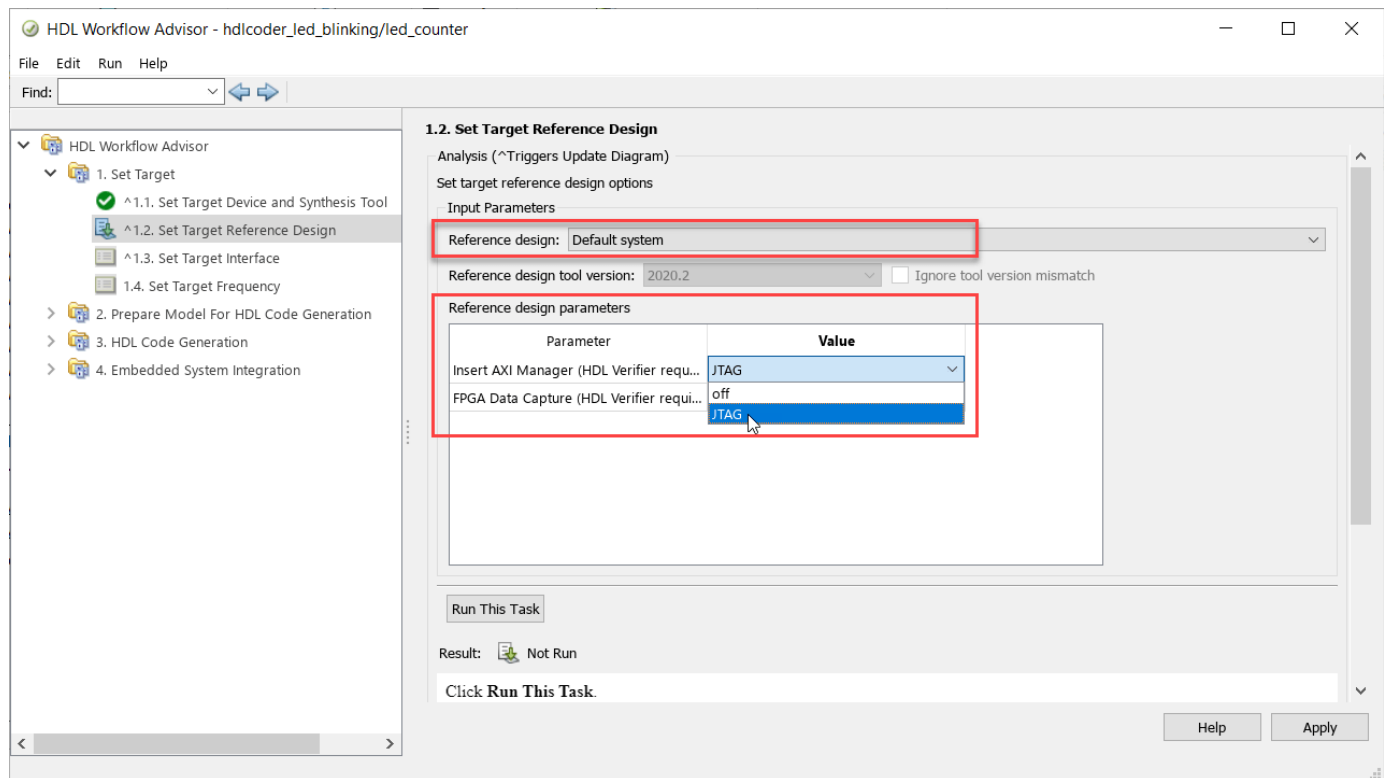 HDL Workflow Advisor - hdlcoder_led_blinking/led_counter
File Edit Run Help
Find:
HDL Workflow Advisor
1. Set Target
^1.1. Set Target Device and Synthesis Tool
^1.2. Set Target Reference Design
^1.3. Set Target Interface
1.4. Set Target Frequency
2. Prepare Model For HDL Code Generation
3. HDL Code Generation
4. Embedded System Integration
1.2. Set Target Reference Design
Analysis (^Triggers Update Diagram)
Set target reference design options
Input Parameters
Reference design: Default system
Reference design tool version: 2020.2 Ignore tool version mismatch
Reference design parameters
Parameter Value
Insert AXI Manager (HDL Verifier requ... JTAG
off
FPGA Data Capture (HDL Verifier requi...
JTAG
Run This Task
Result: Not Run
Click Run This Task.
Help Apply